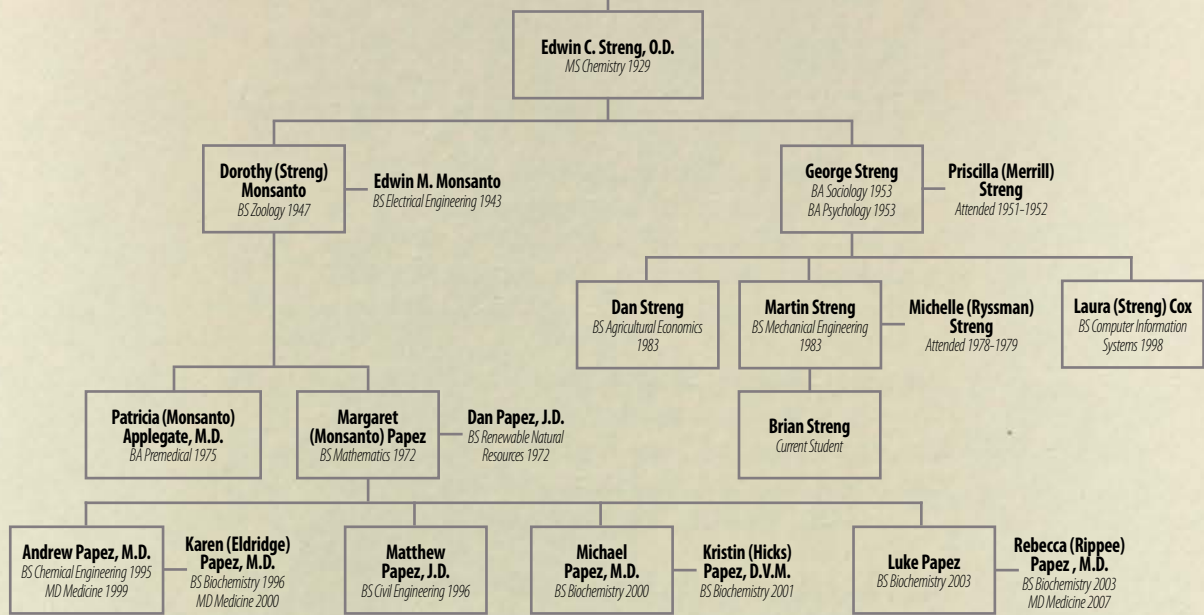 Edwin C. Streng, O.D.
MS Chemistry 1929
Dorothy (Streng)
Monsanto
BS Zoology 1947
Edwin M. Monsanto
BS Electrical Engineering 1943
George Streng
BA Sociology 1953
BA Psychology 1953
Priscilla (Merrill)
Streng
Attended 1951-1952
Dan Streng
BS Agricultural Economics
1983
Martin Streng
BS Mechanical Engineering
1983
Michelle (Ryssman)
Streng
Attended 1978-1979
Laura (Streng) Cox
BS Computer Information
Systems 1998
Patricia (Monsanto)
Applegate, M.D.
BA Premedical 1975
Margaret
(Monsanto) Papez
BS Mathematics 1972
Dan Papez, J.D.
BS Renewable Natural
Resources 1972
Brian Streng
Current Student
Andrew Papez, M.D.
BS Chemical Engineering 1995
MD Medicine 1999
Karen (Eldridge)
Papez, M.D.
BS Biochemistry 1996
MD Medicine 2000
Matthew
Papez, J.D.
BS Civil Engineering 1996
Michael
Papez, M.D.
BS Biochemistry 2000
Kristin (Hicks)
Papez, D.V.M.
BS Biochemistry 2001
Luke Papez
BS Biochemistry 2003
Rebecca (Rippee)
Papez , M.D.
BS Biochemistry 2003
MD Medicine 2007